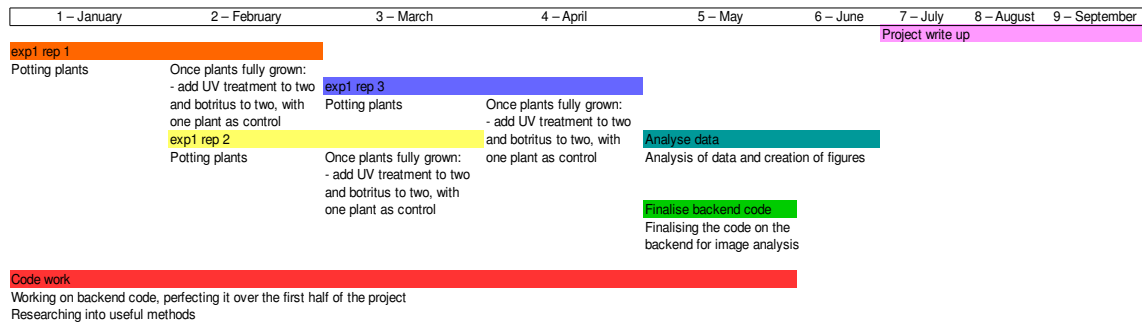 1 – January
2 – February
3 – March
4 – April
5 – May
6 – June
7 – July
8 – August
9 – September
Project write up
exp1 rep 1
Potting plants
Once plants fully grown:
- add UV treatment to two
and botritus to two, with
one plant as control
exp1 rep 3
Potting plants
Once plants fully grown:
- add UV treatment to two
and botritus to two, with
one plant as control
exp1 rep 2
Potting plants
Once plants fully grown:
- add UV treatment to two
and botritus to two, with
one plant as control
Analyse data
Analysis of data and creation of figures
Finalise backend code
Finalising the code on the
backend for image analysis
Code work
Working on backend code, perfecting it over the first half of the project
Researching into useful methods